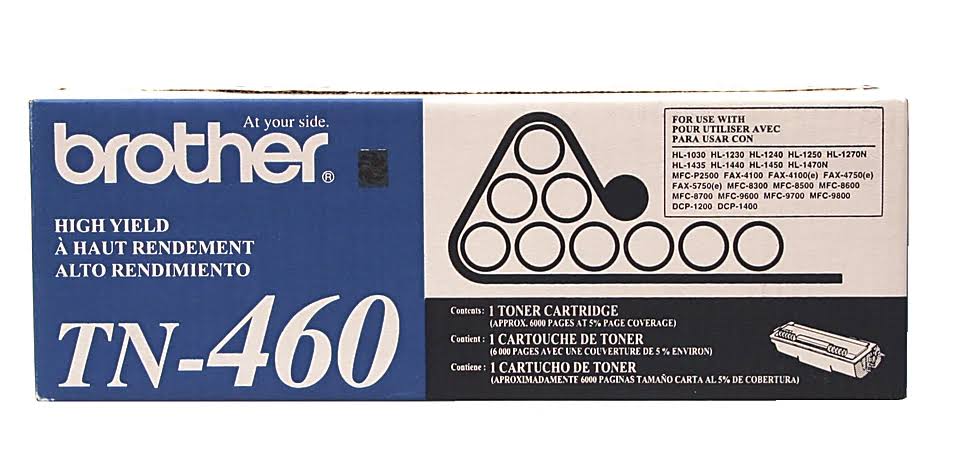 At your side.
brother®
HIGH YIELD
À HAUT RENDEMENT
ALTO RENDIMIENTO
TN-460
FOR USE WITH
POUR UTILISER AVEC
PARA USAR CON
HL-1030 HL-1230 HL-1240 HL-1250 HL-1270N
HL-1435 HL-1440 HL-1450 HL-1470N
MFC-P2500 FAX-4100 FAX-4100(e) FAX-4750(e)
FAX-5750(e) MFC-8300 MFC-8500 MFC-8600
MFC-8700 MFC-9600 MFC-9700 MFC-9800
DCP-1200 DCP-1400
Contents: 1 TONER CARTRIDGE
(APPROX. 6000 PAGES AT 5% PAGE COVERAGE)
Contient : 1 CARTOUCHE DE TONER
(6 000 PAGES AVEC UNE COUVERTURE DE 5 % ENVIRON)
Contiene : 1 CARTUCHO DE TONER
(APROXIMADAMENTE 6000 PAGINAS TAMAÑO CARTA AL 5% DE COBERTURA)